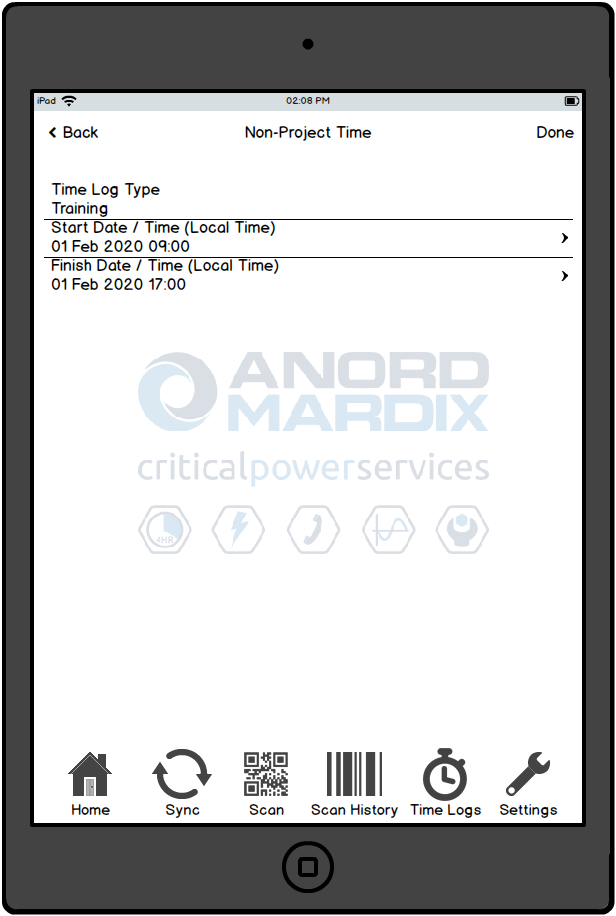 iPad 02:08 PM
Back Non-Project Time Done
Time Log Type
Training
Start Date / Time (Local Time)
01 Feb 2020 09:00
Finish Date / Time (Local Time)
01 Feb 2020 17:00
ANORD
MARDIX
criticalpowerservices
4HR
Home Sync Scan Scan History Time Logs Settings